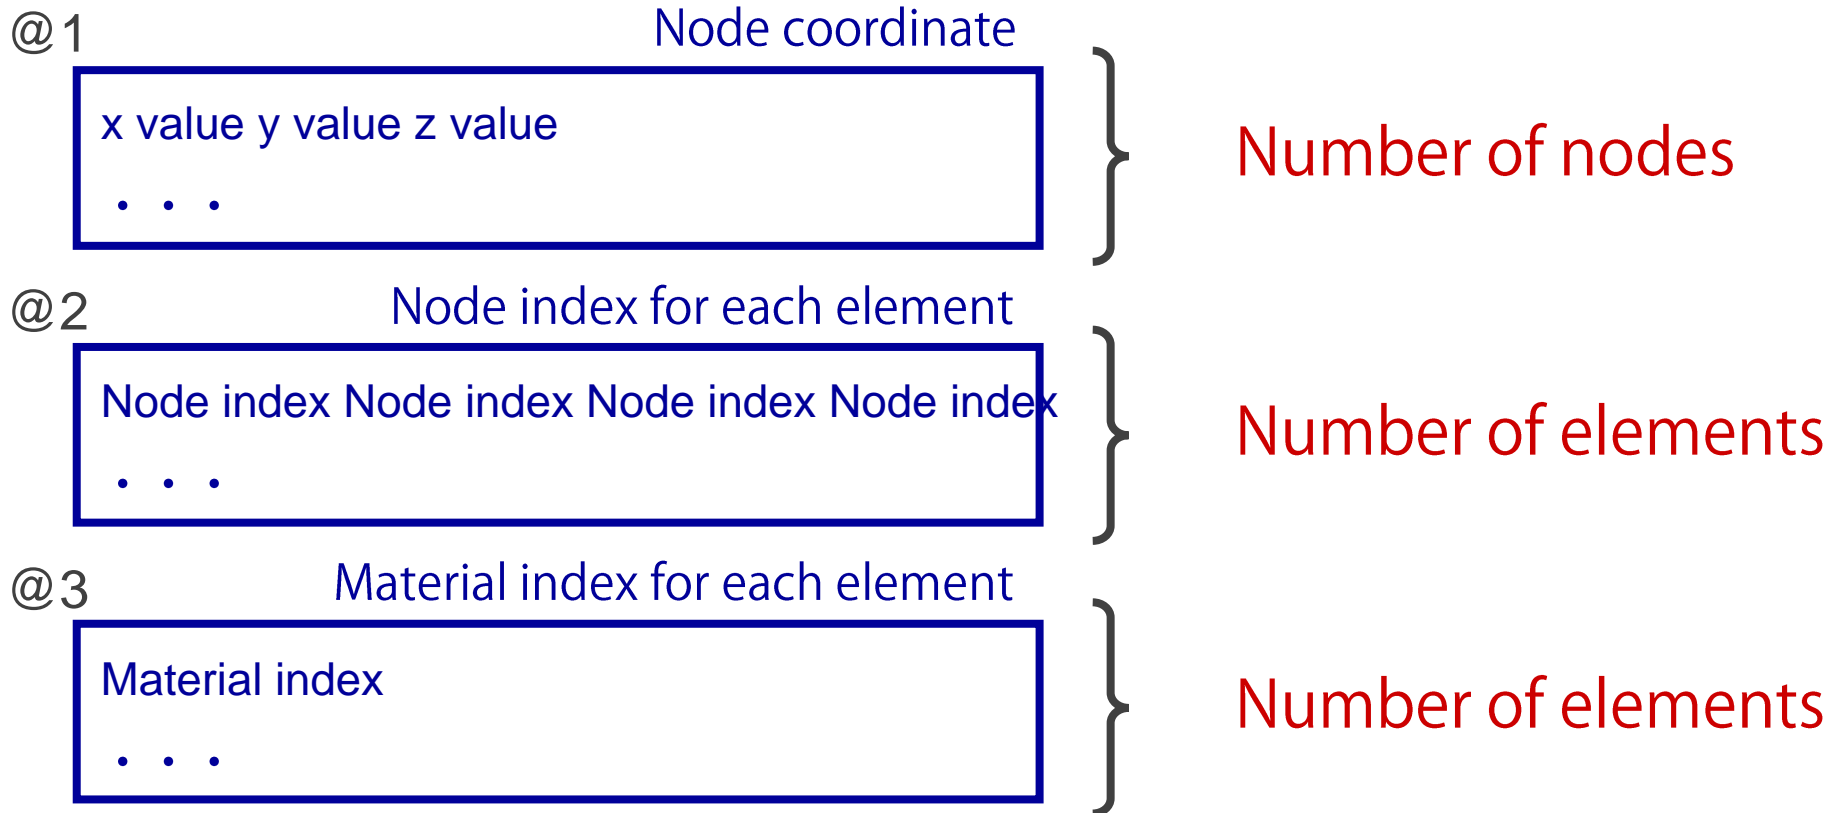 @1
Node coordinate
x value y value z value
. . .
Number of nodes
@2
Node index for each element
Node index Node index Node index Node index
. . .
Number of elements
@3
Material index for each element
Material index
. . .
Number of elements